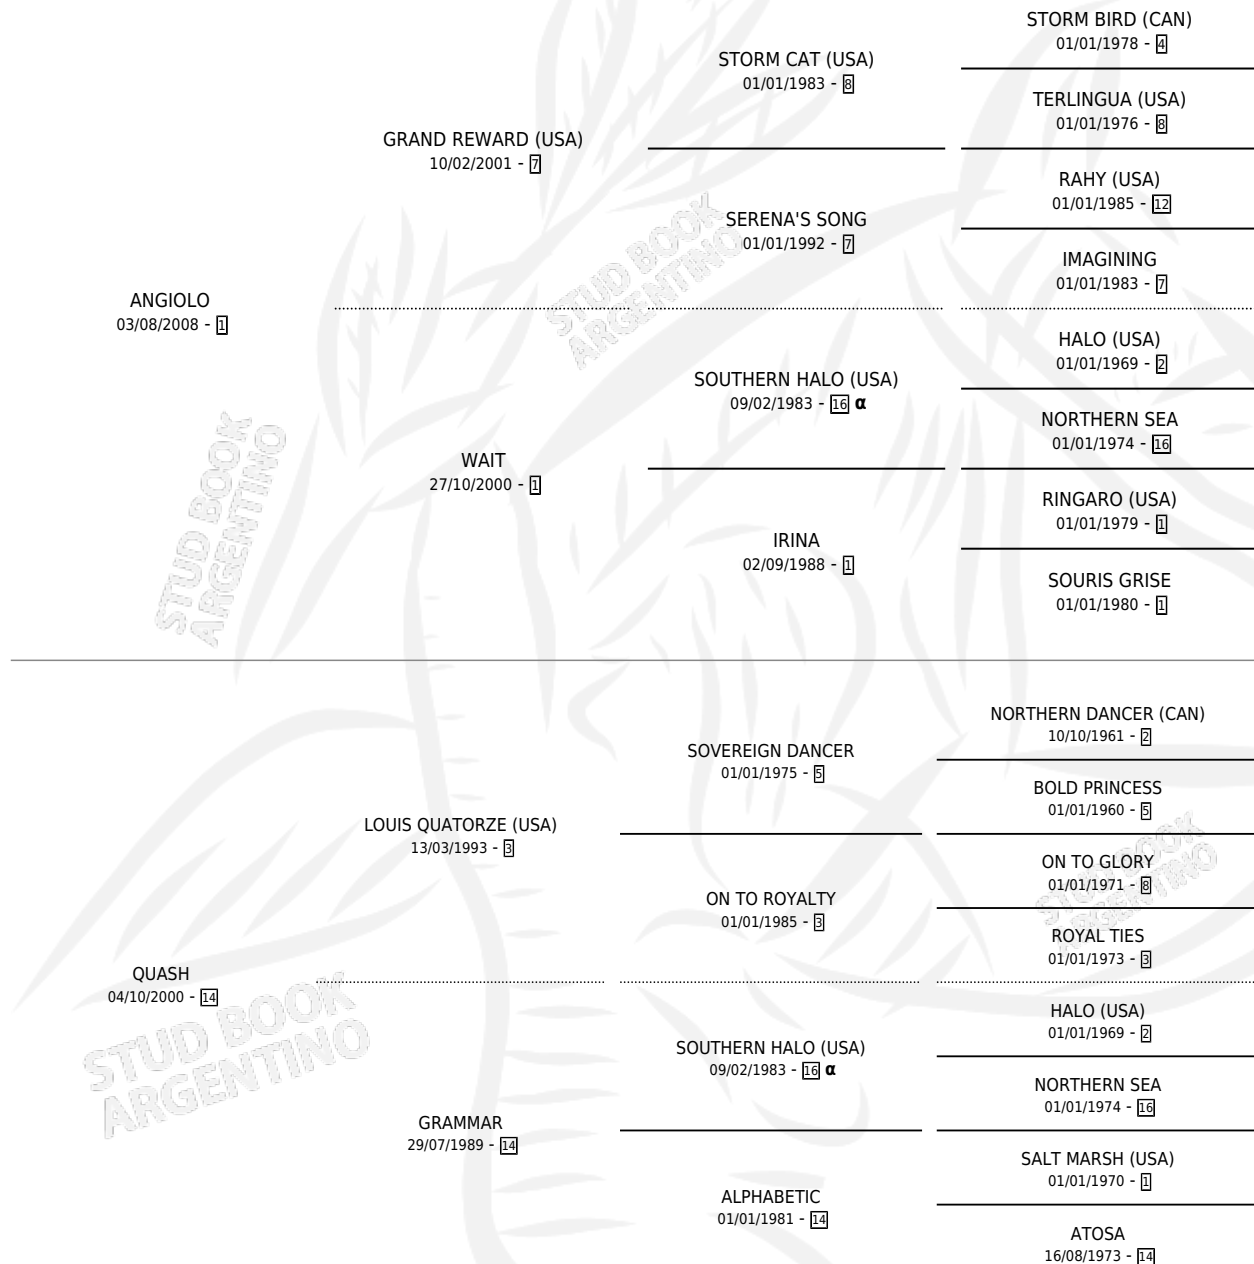 STORM BIRD (CAN)
01/01/1978 - 4
STORM CAT (USA)
01/01/1983 - 8
TERLINGUA (USA)
01/01/1976 - 8
GRAND REWARD (USA)
10/02/2001 - 7
RAHY (USA)
01/01/1985 - 12
SERENA'S SONG
01/01/1992 - 7
IMAGINING
01/01/1983 - 7
ANGIOLO
03/08/2008 - 1
HALO (USA)
01/01/1969 - 2
SOUTHERN HALO (USA)
09/02/1983 - 16 α
NORTHERN SEA
01/01/1974 - 16
WAIT
27/10/2000 - 1
RINGARO (USA)
01/01/1979 - 1
IRINA
02/09/1988 - 1
SOURIS GRISE
01/01/1980 - 1
STUD BOOK
ARGENTINO
STUD BOOK
ARGENTINO
NORTHERN DANCER (CAN)
10/10/1961 - 2
SOVEREIGN DANCER
01/01/1975 - 5
BOLD PRINCESS
01/01/1960 - 5
LOUIS QUATORZE (USA)
13/03/1993 - 3
ON TO GLORY
01/01/1971 - 8
ON TO ROYALTY
01/01/1985 - 3
ROYAL TIES
01/01/1973 - 3
STUD BOOK
ARGENTINO
QUASH
04/10/2000 - 14
HALO (USA)
01/01/1969 - 2
SOUTHERN HALO (USA)
09/02/1983 - 16 α
NORTHERN SEA
01/01/1974 - 16
STUD BOOK
ARGENTINO
GRAMMAR
29/07/1989 - 14
SALT MARSH (USA)
01/01/1970 - 1
ALPHABETIC
01/01/1981 - 14
ATOSA
16/08/1973 - 14